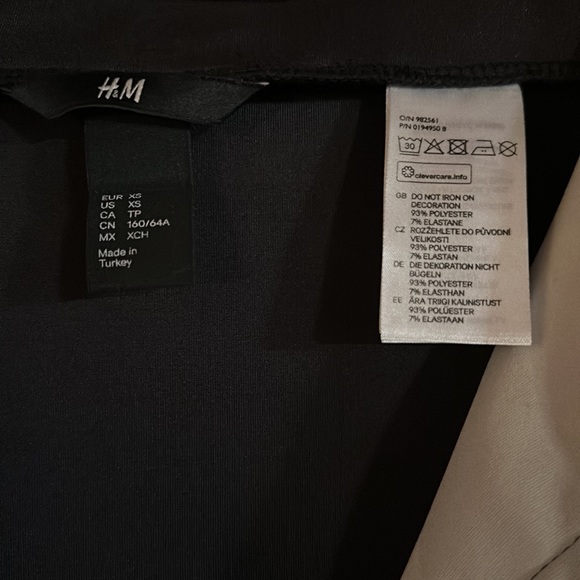 H&M
EUR XS
US XS
CA TP
CN 160/64A
MX XCH
Made in
Turkey
O/N 982561
P/N 0194950 8
30
clevercare.info
GB DO NOT IRON ON
DECORATION
93% POLYESTER
7% ELASTANE
CZ ROZŽEHLETE DO PŮVODNÍ
VELIKOSTI
93% POLYESTER
7% ELASTAN
DE DIE DEKORATION NICHT
BÜGELN
93% POLYESTER
7% ELASTHAN
EE ÄRA TRIIGI KAUNISTUST
93% POLÜESTER
7% ELASTAAN